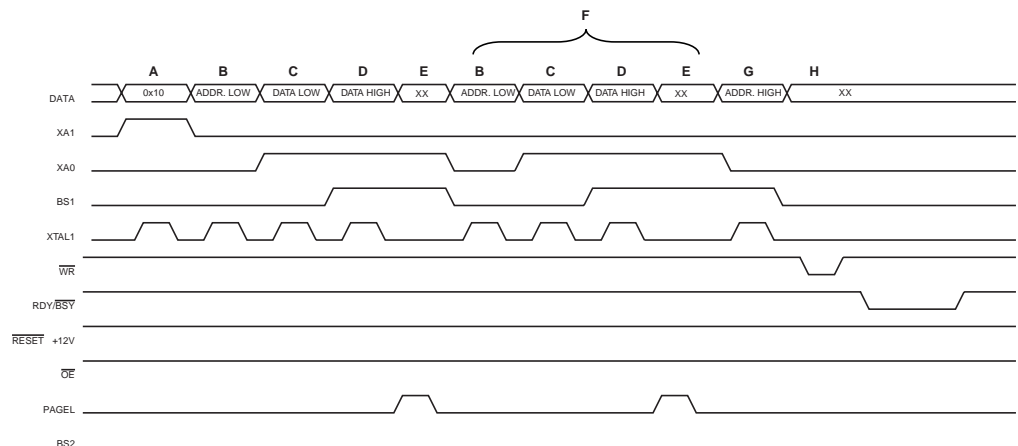 F
A B C D E B C D E G H
DATA 0x10 ADDR. LOW DATA LOW DATA HIGH XX ADDR. LOW DATA LOW DATA HIGH XX ADDR. HIGH XX
XA1
XA0
BS1
XTAL1
WR
RDY/BSY
RESET +12V
OE
PAGEL
BS2